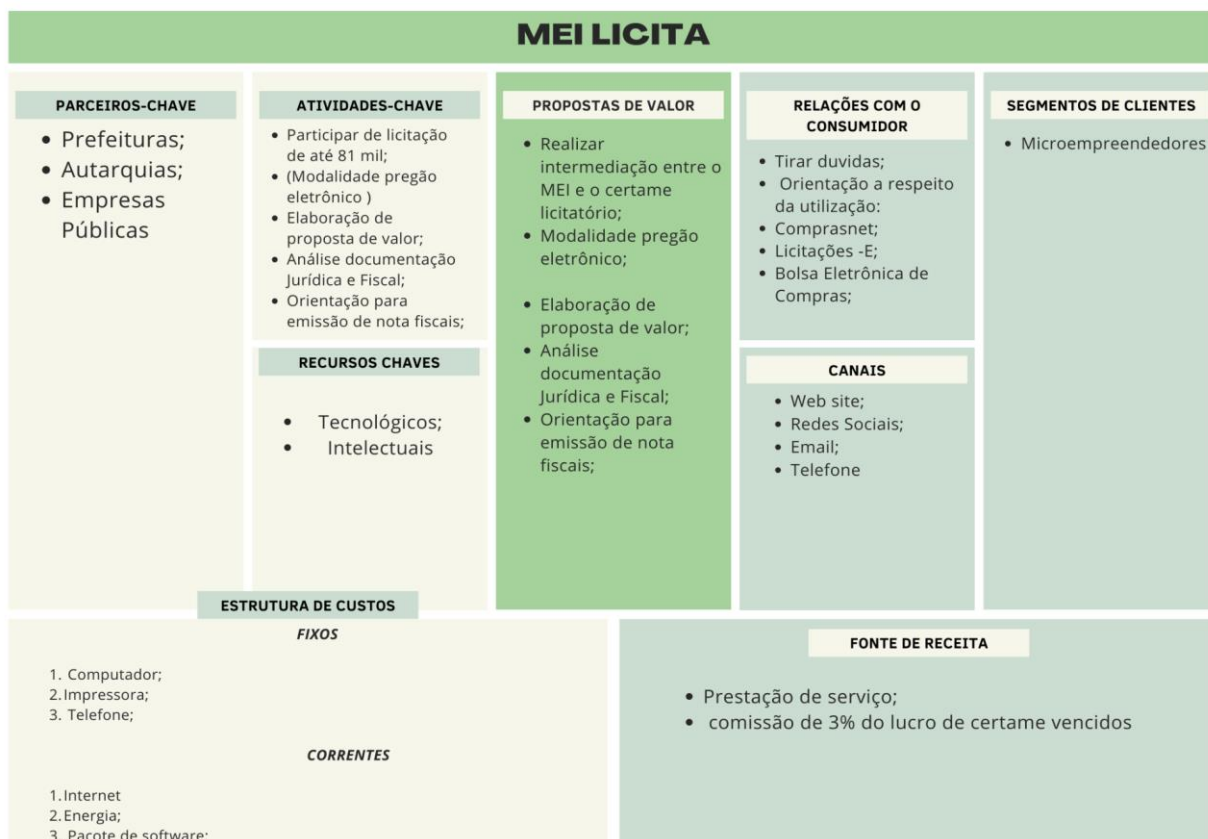 MEI LICITA
PARCEIROS-CHAVE
• Prefeituras;
• Autarquias;
• Empresas
Públicas
ATIVIDADES-CHAVE
• Participar de licitação
de até 81 mil;
• (Modalidade pregão
eletrônico )
• Elaboração de
proposta de valor;
• Análise documentação
Jurídica e Fiscal;
• Orientação para
emissão de nota fiscais;
RECURSOS CHAVES
• Tecnológicos;
• Intelectuais
PROPOSTAS DE VALOR
• Realizar
intermediação entre o
MEI e o certame
licitatório;
• Modalidade pregão
eletrônico;
• Elaboração de
proposta de valor;
• Análise
documentação
Jurídica e Fiscal;
• Orientação para
emissão de nota
fiscais;
RELAÇÕES COM O
CONSUMIDOR
• Tirar duvidas;
• Orientação a respeito
da utilização:
• Comprasnet;
• Licitações -E;
• Bolsa Eletrônica de
Compras;
CANAIS
• Web site;
• Redes Sociais;
• Email;
• Telefone
SEGMENTOS DE CLIENTES
• Microempreendedores
ESTRUTURA DE CUSTOS
FIXOS
1. Computador;
2. Impressora;
3. Telefone;
CORRENTES
1. Internet
2. Energia;
3. Pacote de software;
FONTE DE RECEITA
• Prestação de serviço;
• comissão de 3% do lucro de certame vencidos